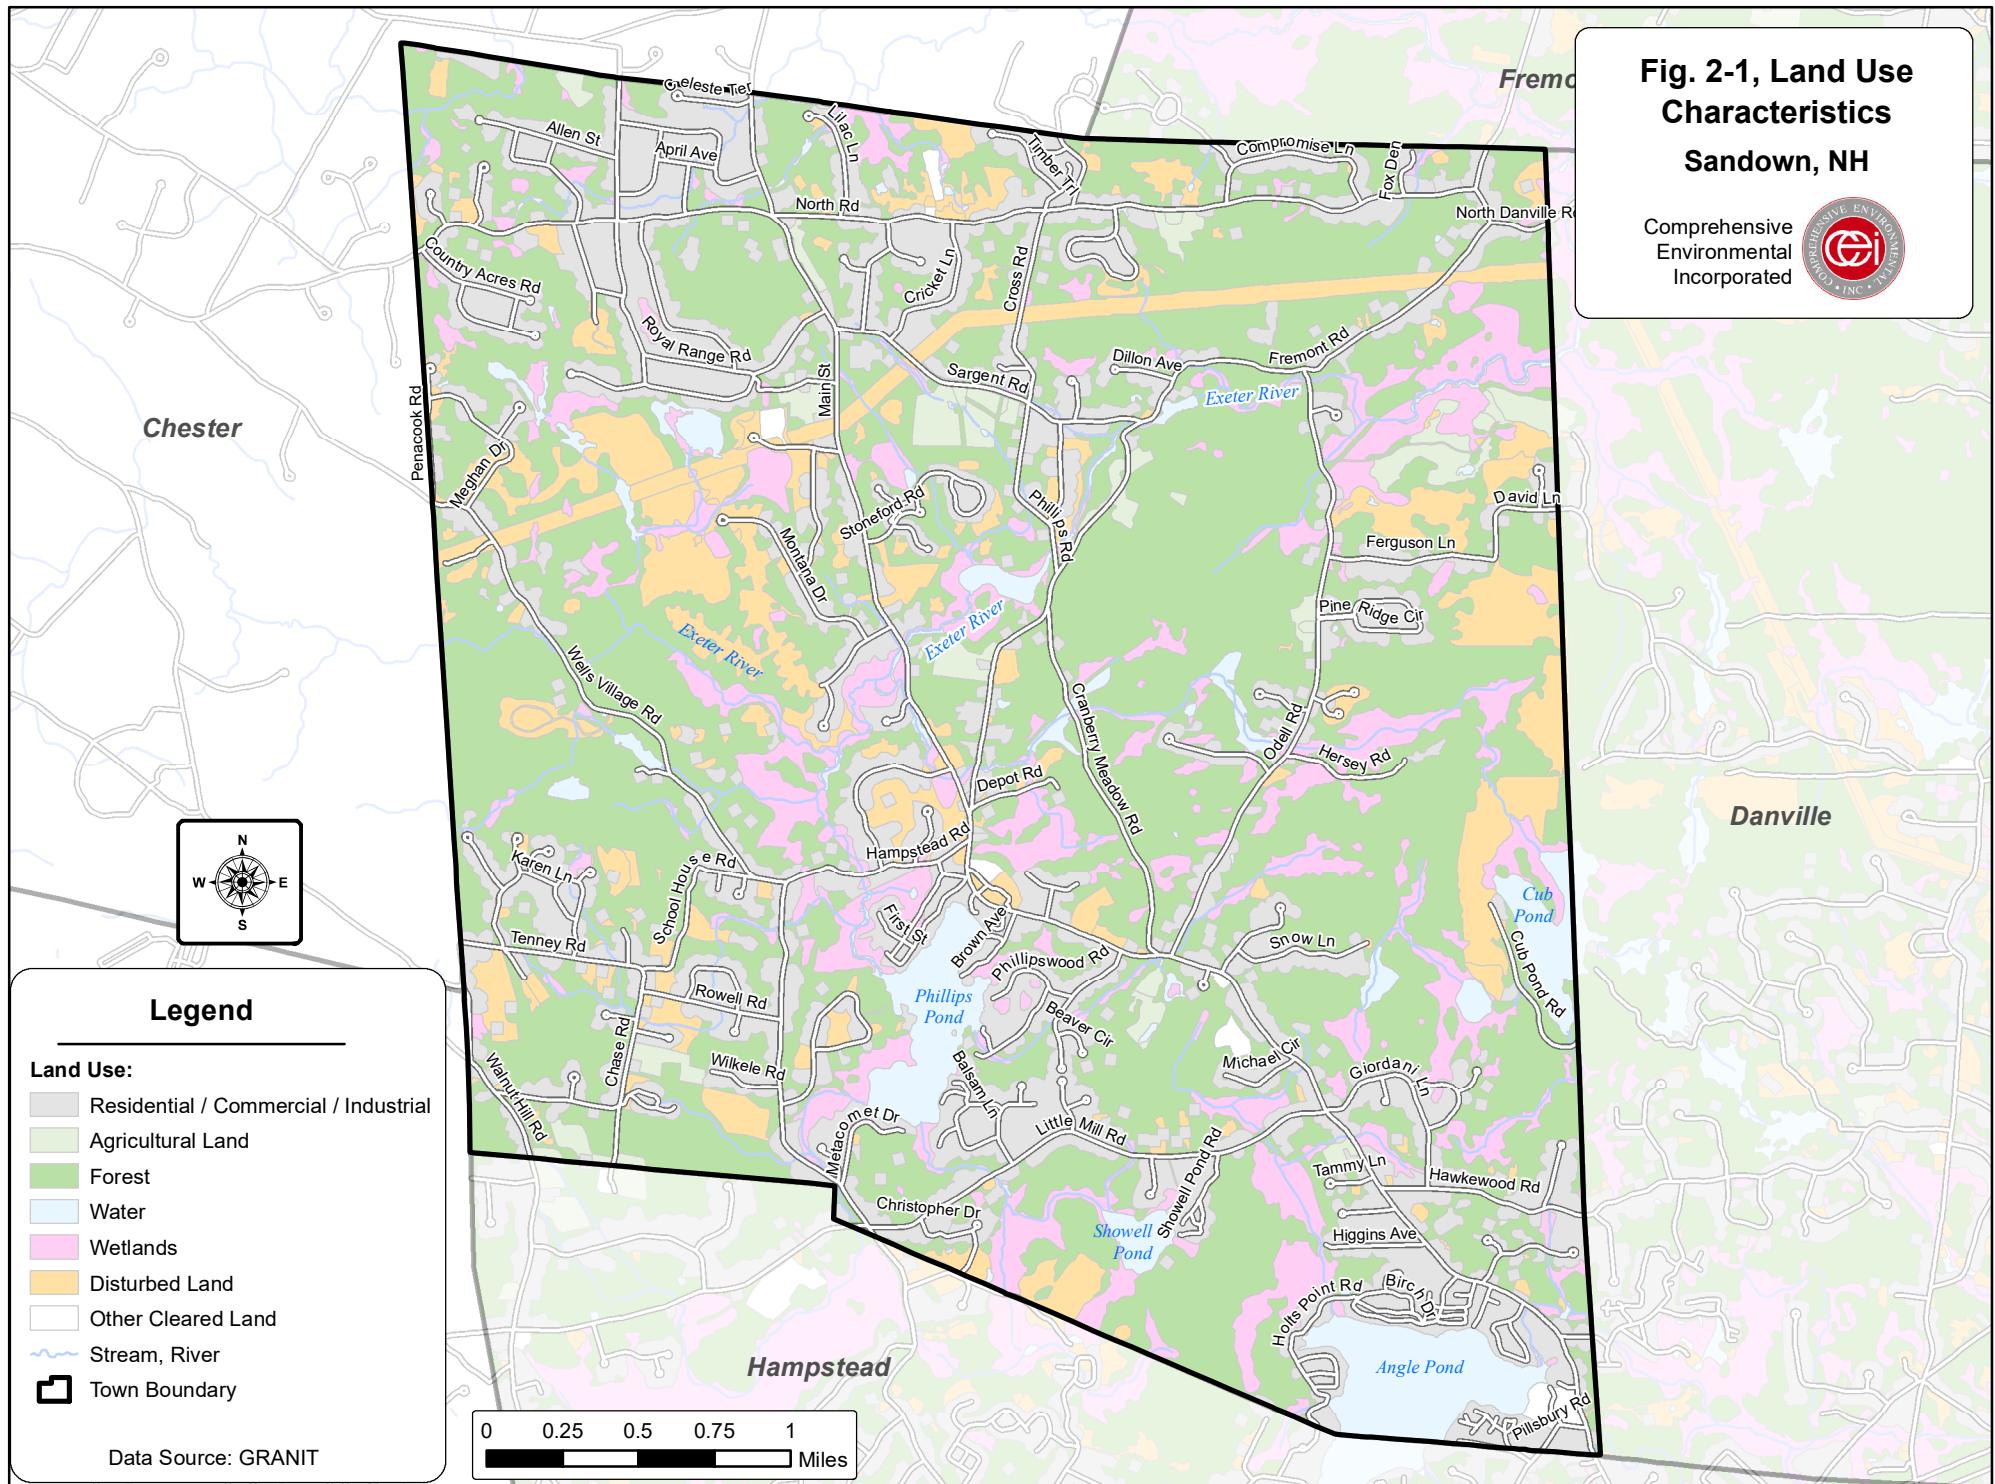 Fig. 2-1, Land Use
Characteristics
Sandown, NH
Comprehensive
Environmental
Incorporated
COMPREHENSIVE ENVIRONMENTAL • INC •
cei
Fremo
Chester
Danville
Hampstead
eleste Ter
Lilac Ln
Allen St
April Ave
Timber Trl
Compromise Ln
Fox Den
North Rd
North Danville Rd
Country Acres Rd
Cricket Ln
Cross Rd
Royal Range Rd
Main St
Sargent Rd
Dillon Ave
Fremont Rd
Exeter River
Penacook Rd
Meghan Dr
Stoneford Rd
Phillips Rd
David Ln
Montana Dr
Ferguson Ln
Pine Ridge Cir
Exeter River
Exeter River
Wells Village Rd
Cranberry Meadow Rd
Odell Rd
Hersey Rd
Depot Rd
Hampstead Rd
Karen Ln
School House Rd
First St
Brown Ave
Tenney Rd
Phillipswood Rd
Snow Ln
Cub
Pond
Cub Pond Rd
Rowell Rd
Phillips
Pond
Beaver Cir
Chase Rd
Walnut Hill Rd
Wilkele Rd
Balsam Ln
Michael Cir
Giordani Ln
Metacomet Dr
Little Mill Rd
Showell Pond Rd
Tammy Ln
Hawkewood Rd
Christopher Dr
Showell
Pond
Higgins Ave
Holts Point Rd
Birch Dr
Angle Pond
Pillsbury Rd
N
W
E
S
Legend
Land Use:
Residential / Commercial / Industrial
Agricultural Land
Forest
Water
Wetlands
Disturbed Land
Other Cleared Land
Stream, River
Town Boundary
Data Source: GRANIT
0 0.25 0.5 0.75 1
Miles